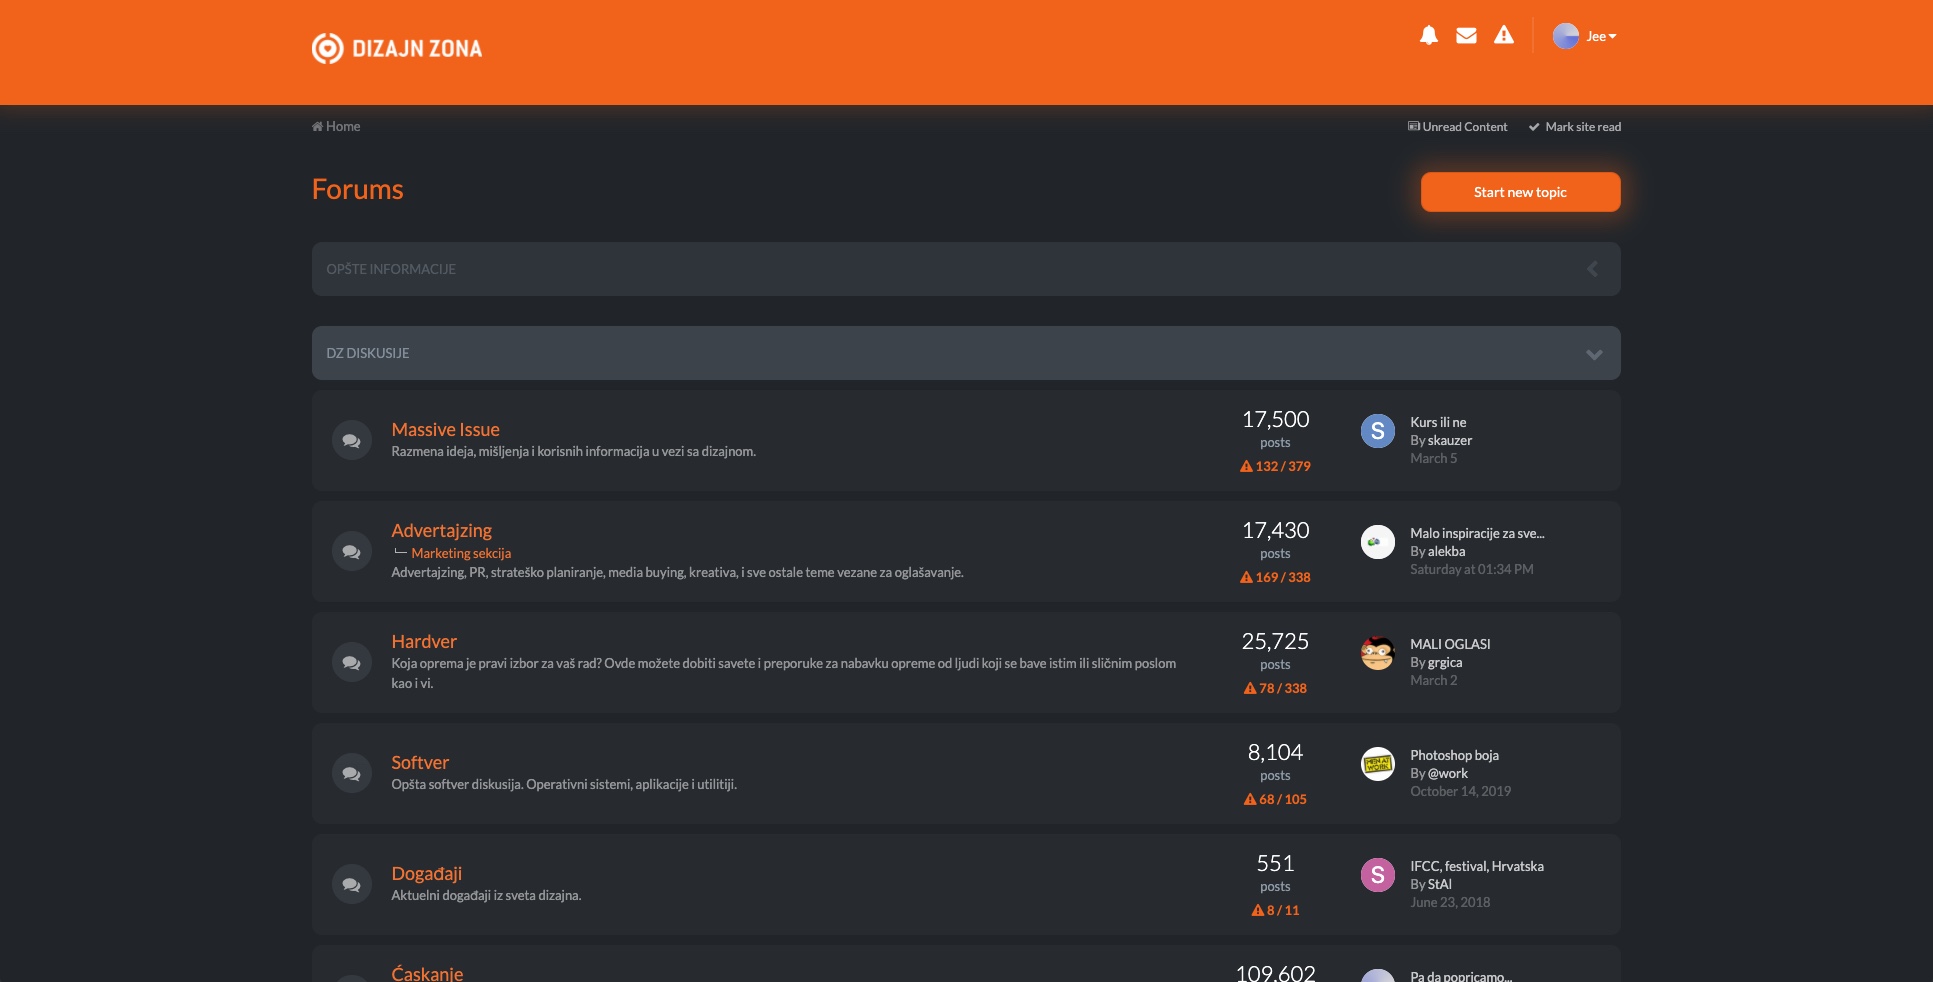 DIZAJN ZONA
Jee
Home
Unread Content
Mark site read
Forums
Start new topic
OPŠTE INFORMACIJE
DZ DISKUSIJE
Massive Issue
Razmena ideja, mišljenja i korisnih informacija u vezi sa dizajnom.
17,500
posts
132 / 379
S
Kurs ili ne
By skauzer
March 5
Advertajzing
Marketing sekcija
Advertajzing, PR, strateško planiranje, media buying, kreativa, i sve ostale teme vezane za oglašavanje.
17,430
posts
169 / 338
Malo inspiracije za sve...
By alekba
Saturday at 01:34 PM
Hardver
Koja oprema je pravi izbor za vaš rad? Ovde možete dobiti savete i preporuke za nabavku opreme od ljudi koji se bave istim ili sličnim poslom
kao i vi.
25,725
posts
78 / 338
MALI OGLASI
By grgica
March 2
Softver
Opšta softver diskusija. Operativni sistemi, aplikacije i utilitiji.
8,104
posts
68 / 105
MEN AT
WORK
Photoshop boja
By @work
October 14, 2019
Događaji
Aktuelni događaji iz sveta dizajna.
551
posts
8 / 11
S
IFCC, festival, Hrvatska
By StAl
June 23, 2018
Ćaskanje
109,602
Pa da popricamo...